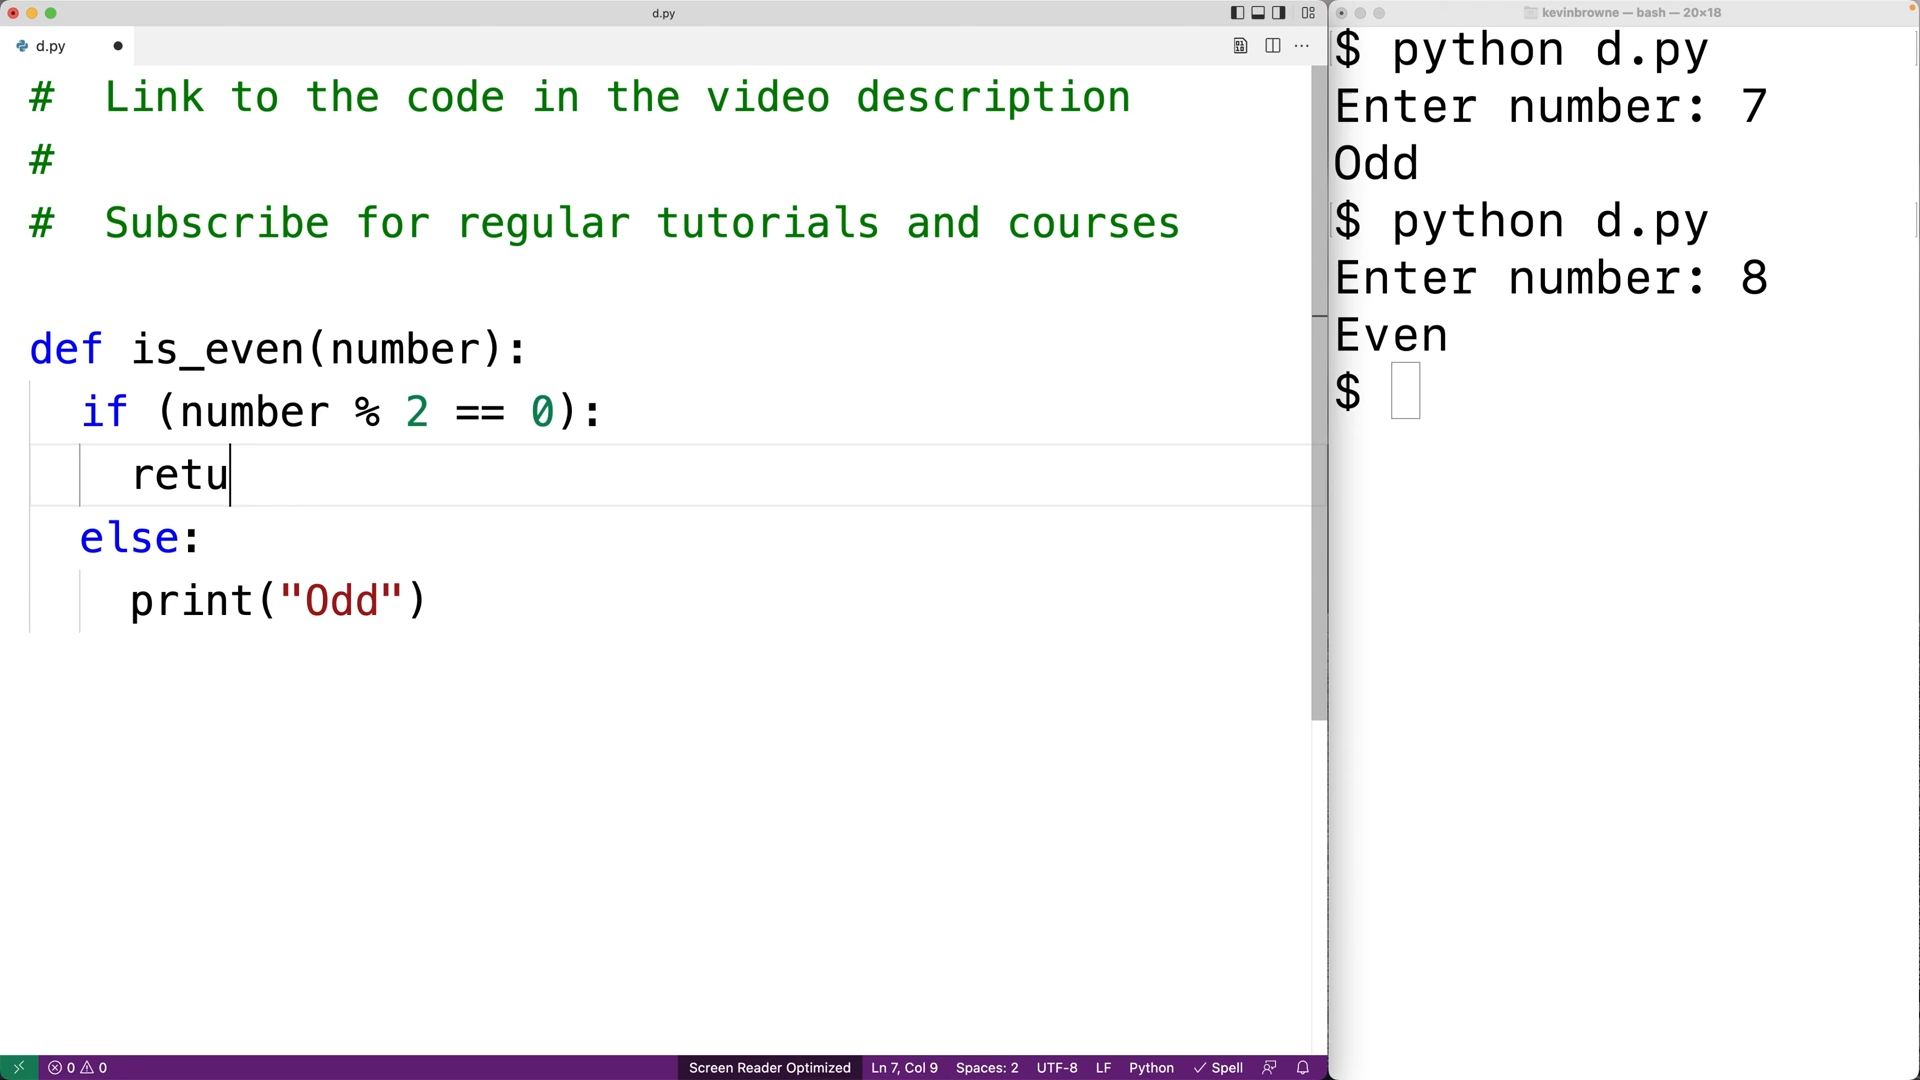 d.py
d.py
#  Link to the code in the video description
#
#  Subscribe for regular tutorials and courses
def is_even(number):
if (number % 2 == 0):
retu
else:
print("Odd")
0 0
Screen Reader Optimized Ln 7, Col 9 Spaces: 2 UTF-8 LF Python Spell
kevinbrowne — bash — 20×18
$ python d.py
Enter number: 7
Odd
$ python d.py
Enter number: 8
Even
$